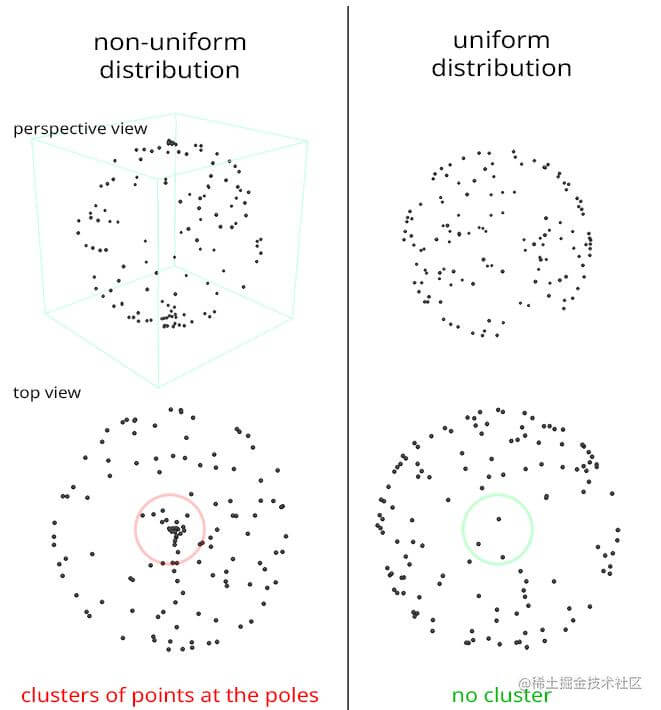 non-uniform
distribution
uniform
distribution
perspective view
top view
clusters of points at the poles
no cluster
@稀土掘金技术社区